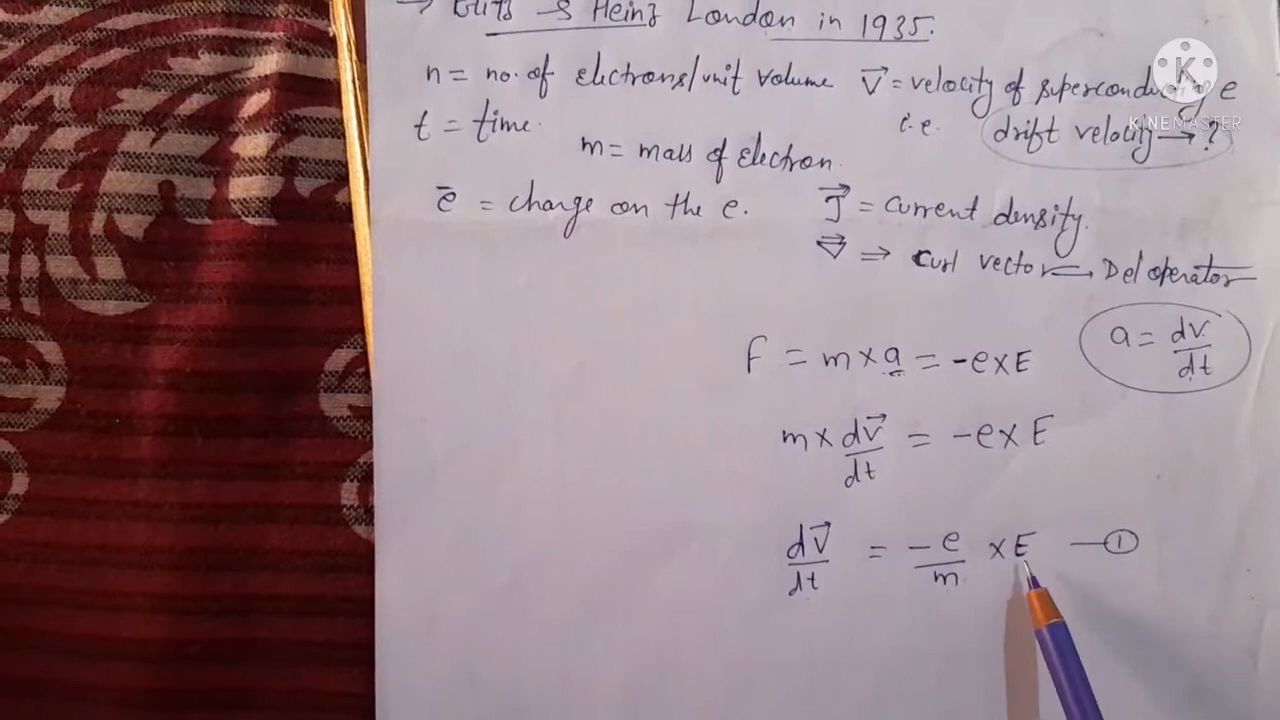 → & Heinz London in 1935.
n = no. of electrons/unit volume V⃗ = velocity of superconducting e
t = time. i.e. drift velocity → ?
m = mass of electron.
e̅ = charge on the e. J⃗ = current density.
∇⃗ ⇒ curl vector → Del operator
F = m × a = -e × E a = dv/dt
m × dv⃗/dt = -e × E
dv⃗/dt = -e/m × E —①
K
KINEMASTER